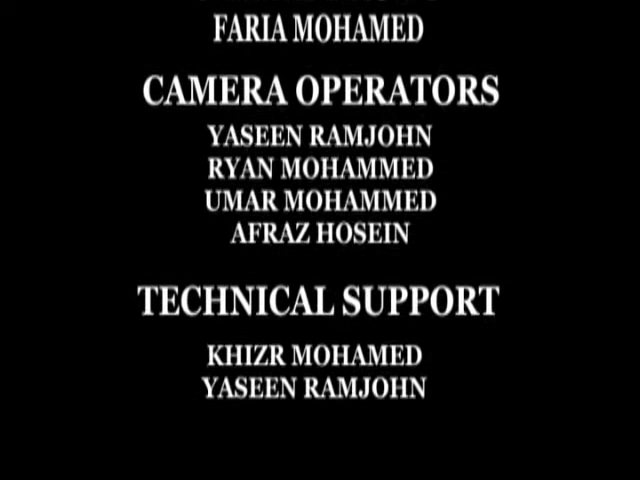 FARIA MOHAMED
CAMERA OPERATORS
YASEEN RAMJOHN
RYAN MOHAMMED
UMAR MOHAMMED
AFRAZ HOSEIN
TECHNICAL SUPPORT
KHIZR MOHAMED
YASEEN RAMJOHN